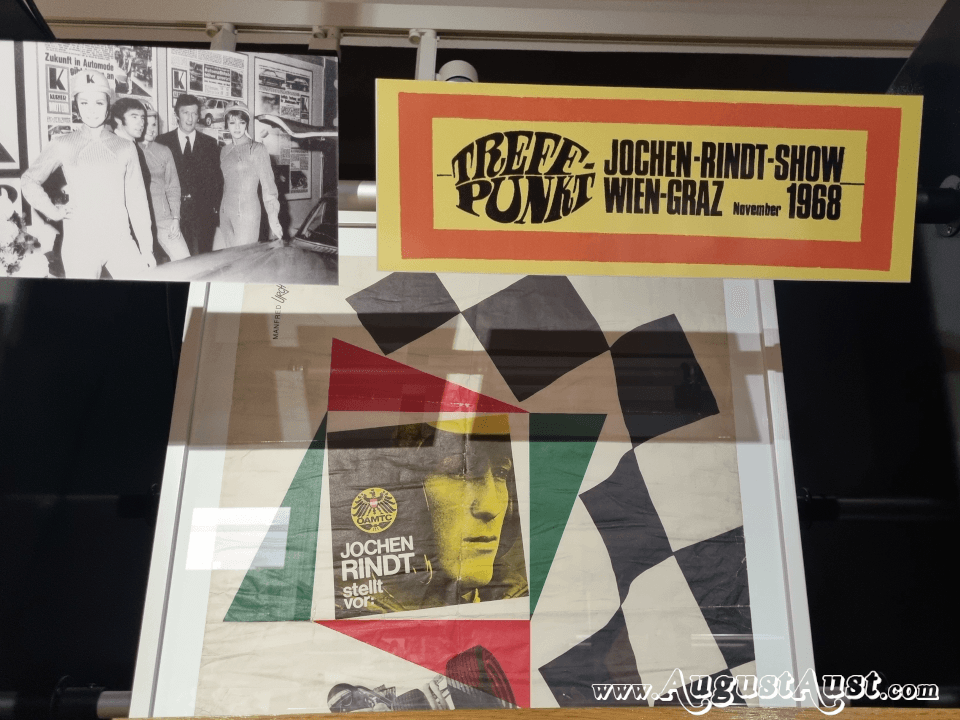 Zukunft in Automode
K
K
K
TREFF-
PUNKT
JOCHEN-RINDT-SHOW
WIEN-GRAZ November 1968
MANFRED
ÖAMTC
JOCHEN
RINDT
stellt
vor:
www.AugustAust.com